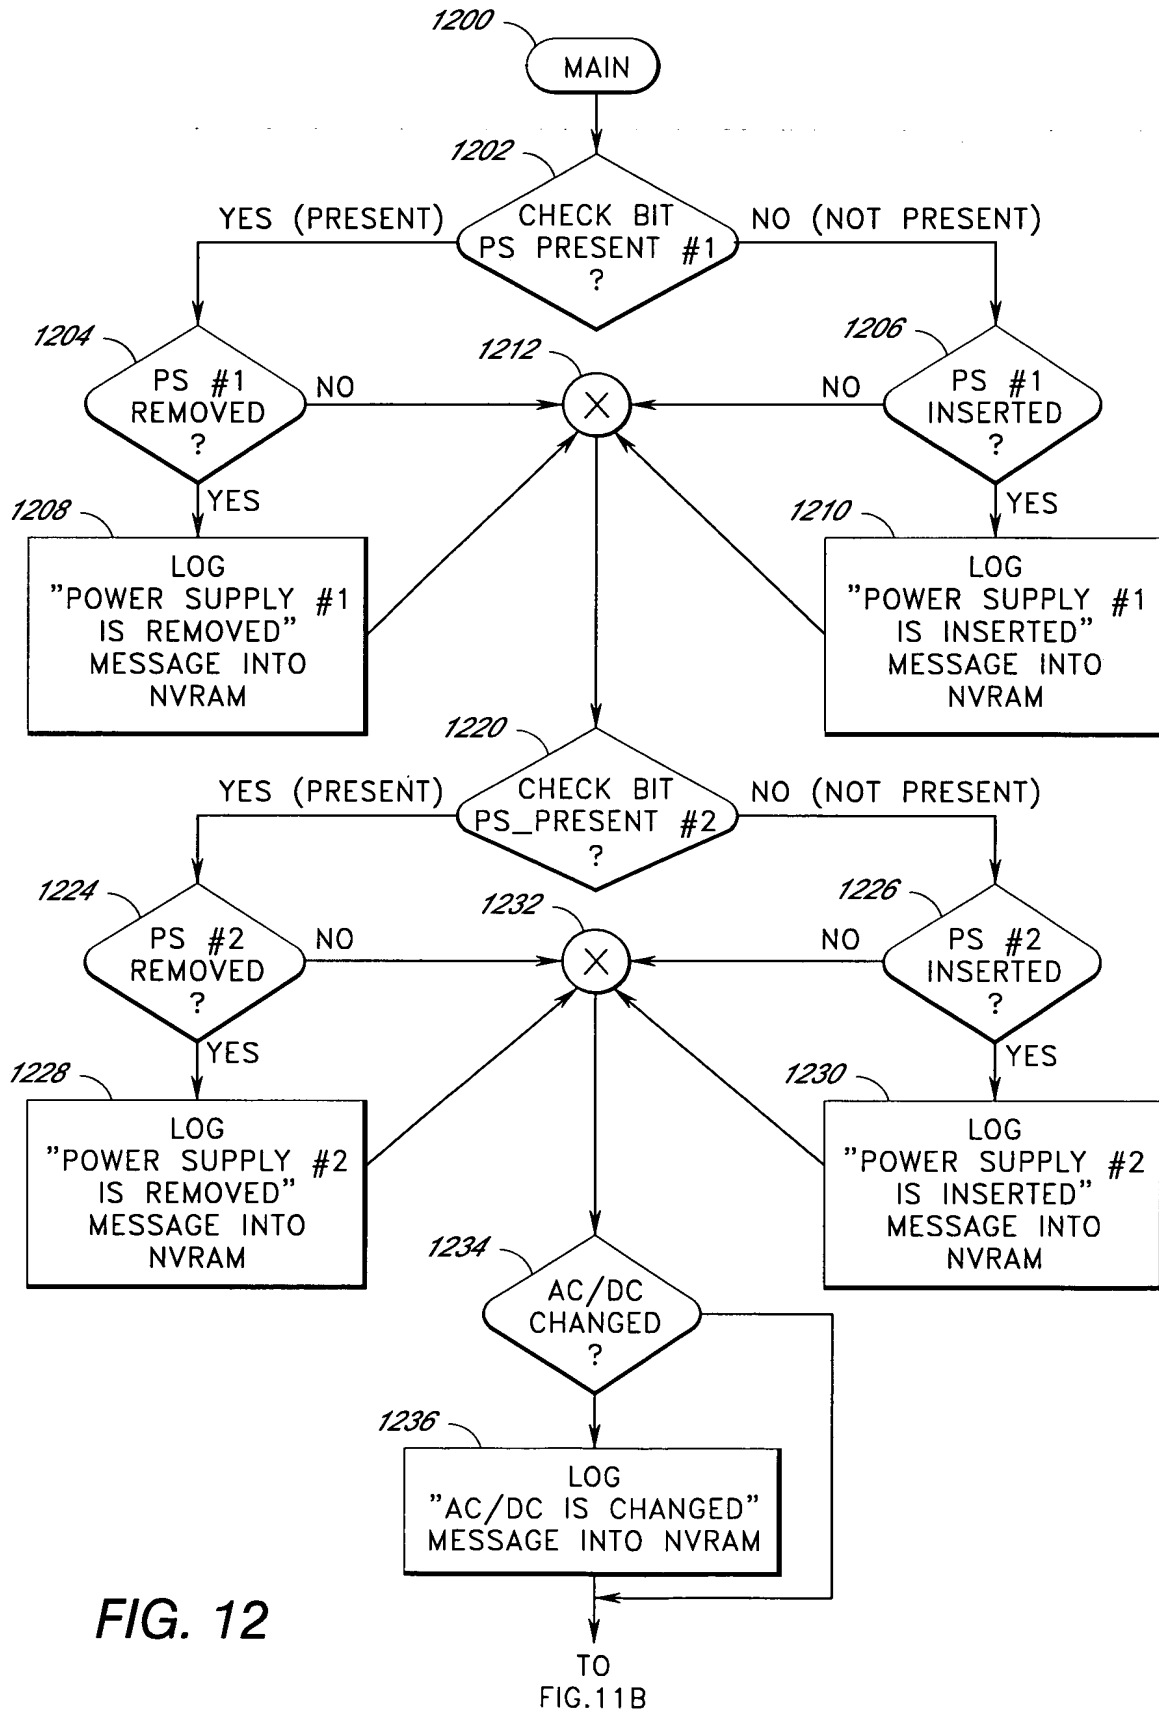 1200
MAIN
1202
CHECK BIT
PS PRESENT #1
?
YES (PRESENT)
NO (NOT PRESENT)
1204
PS #1
REMOVED
?
NO
YES
1212
X
1206
PS #1
INSERTED
?
NO
YES
1208
LOG
"POWER SUPPLY #1
IS REMOVED"
MESSAGE INTO
NVRAM
1210
LOG
"POWER SUPPLY #1
IS INSERTED"
MESSAGE INTO
NVRAM
1220
CHECK BIT
PS_PRESENT #2
?
YES (PRESENT)
NO (NOT PRESENT)
1224
PS #2
REMOVED
?
NO
YES
1232
X
1226
PS #2
INSERTED
?
NO
YES
1228
LOG
"POWER SUPPLY #2
IS REMOVED"
MESSAGE INTO
NVRAM
1230
LOG
"POWER SUPPLY #2
IS INSERTED"
MESSAGE INTO
NVRAM
1234
AC/DC
CHANGED
?
1236
LOG
"AC/DC IS CHANGED"
MESSAGE INTO NVRAM
FIG. 12
TO
FIG.11B